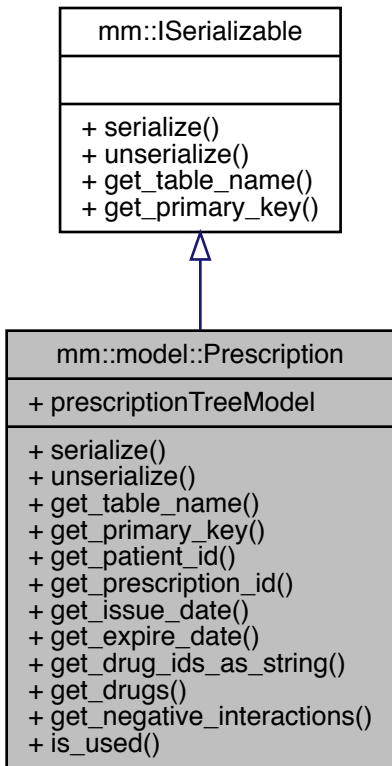 mm::ISerializable
+ serialize()
+ unserialize()
+ get_table_name()
+ get_primary_key()
mm::model::Prescription
+ prescriptionTreeModel
+ serialize()
+ unserialize()
+ get_table_name()
+ get_primary_key()
+ get_patient_id()
+ get_prescription_id()
+ get_issue_date()
+ get_expire_date()
+ get_drug_ids_as_string()
+ get_drugs()
+ get_negative_interactions()
+ is_used()